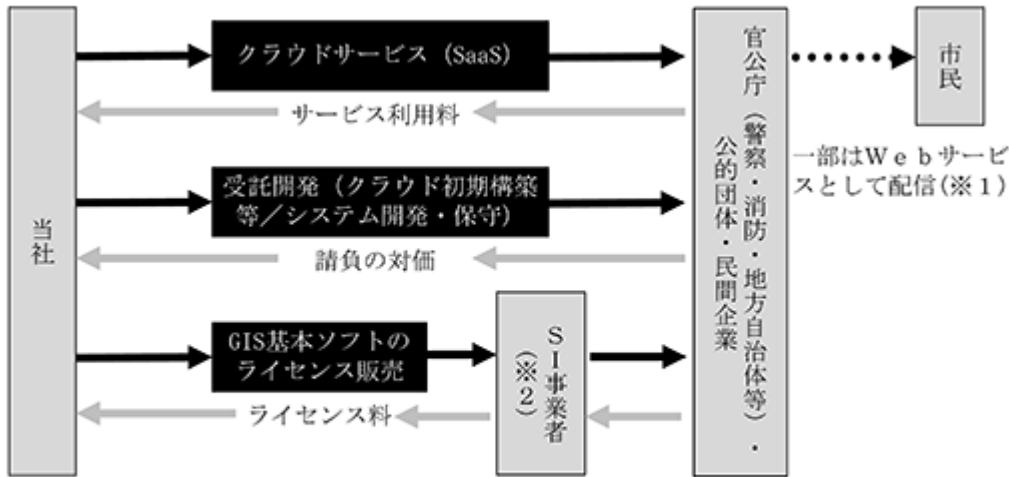 当社
クラウドサービス（SaaS）
サービス利用料
受託開発（クラウド初期構築
等／システム開発・保守）
請負の対価
GIS基本ソフトの
ライセンス販売
ライセンス料
ＳＩ事業者
（※２）
官公庁（警察・消防・地方自治体等）・
公的団体・民間企業
市民
一部はＷｅｂサービ
スとして配信(※１)